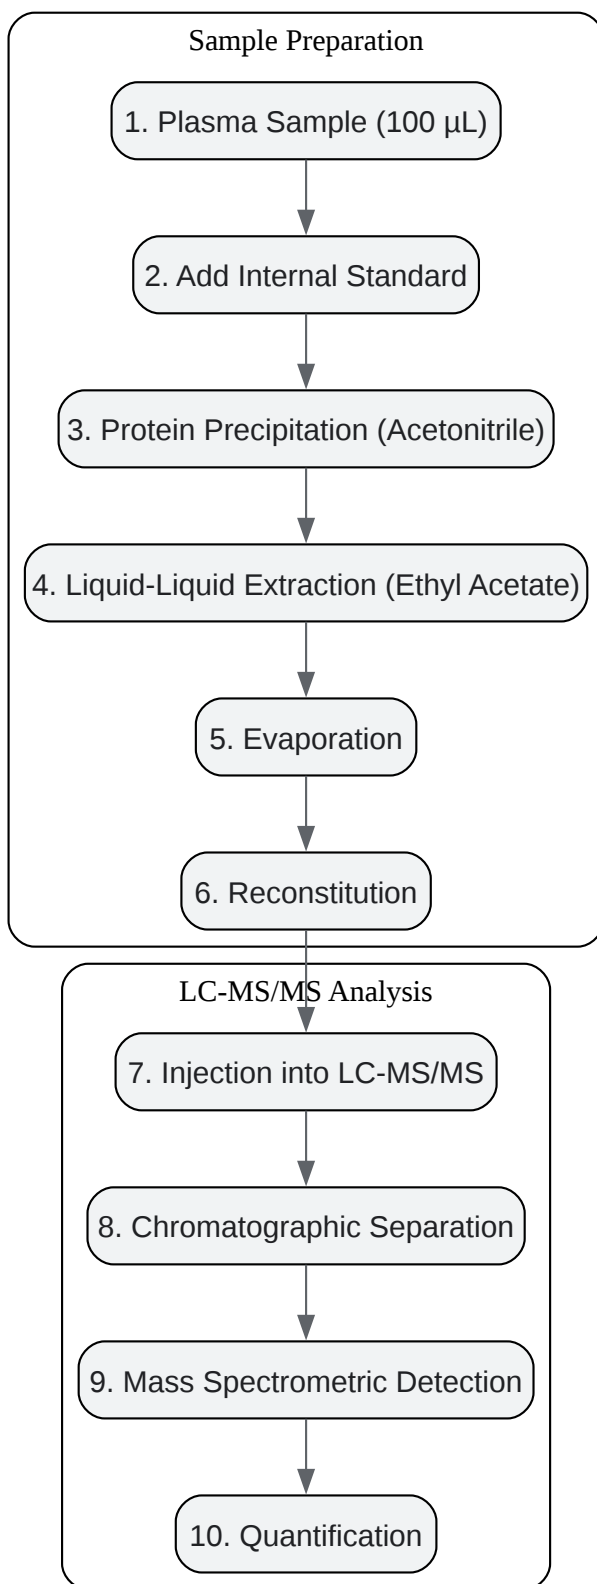 Sample Preparation
1. Plasma Sample (100 µL)
2. Add Internal Standard
3. Protein Precipitation (Acetonitrile)
4. Liquid-Liquid Extraction (Ethyl Acetate)
5. Evaporation
6. Reconstitution
LC-MS/MS Analysis
7. Injection into LC-MS/MS
8. Chromatographic Separation
9. Mass Spectrometric Detection
10. Quantification